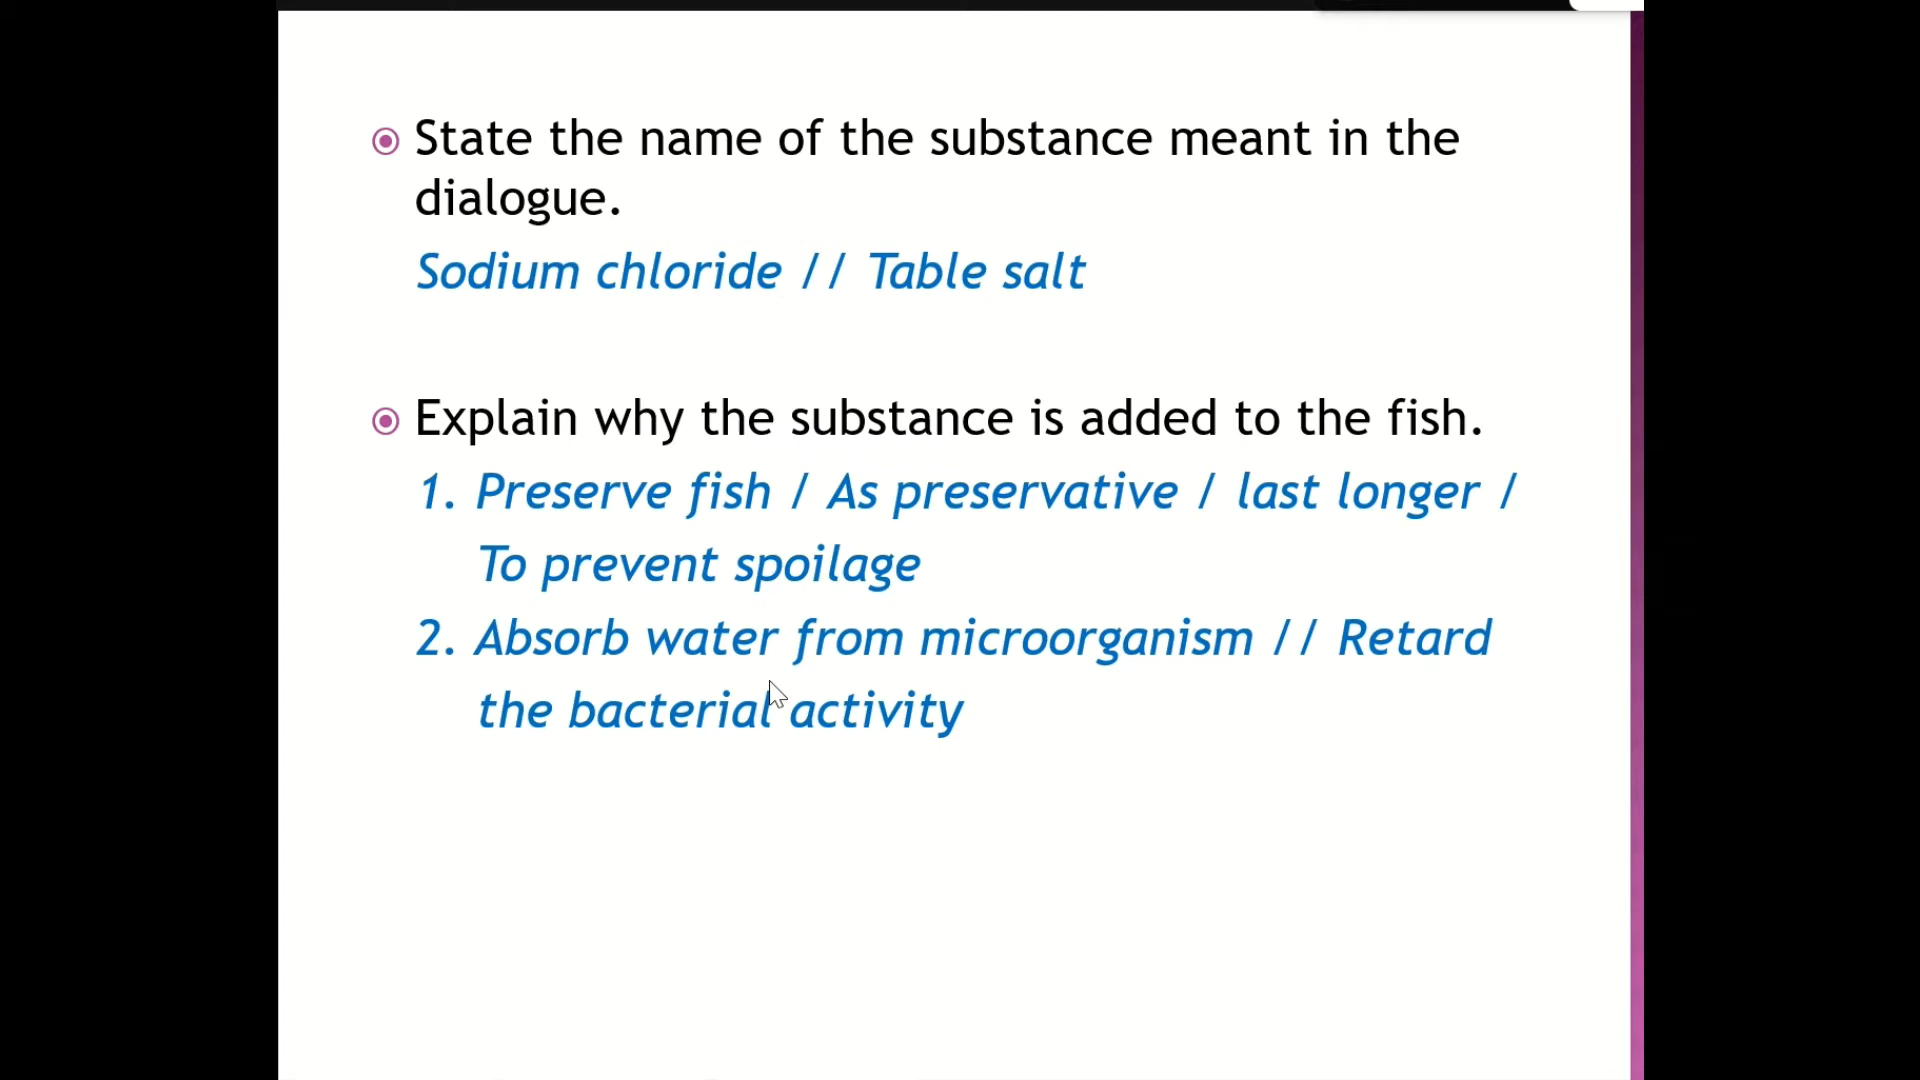 State the name of the substance meant in the
dialogue.
Sodium chloride // Table salt
Explain why the substance is added to the fish.
1. Preserve fish / As preservative / last longer /
To prevent spoilage
2. Absorb water from microorganism // Retard
the bacterial activity